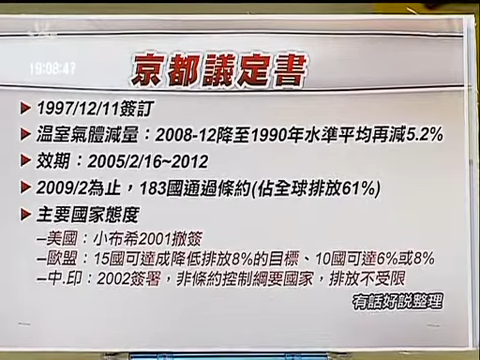 19:08:47
京都議定書
▶1997/12/11簽訂
▶溫室氣體減量：2008-12降至1990年水準平均再減5.2%
▶效期：2005/2/16~2012
▶2009/2為止，183國通過條約(佔全球排放61%)
▶主要國家態度
–美國：小布希2001撤簽
–歐盟：15國可達成降低排放8%的目標、10國可達6%或8%
–中.印：2002簽署，非條約控制綱要國家，排放不受限
有話好說整理